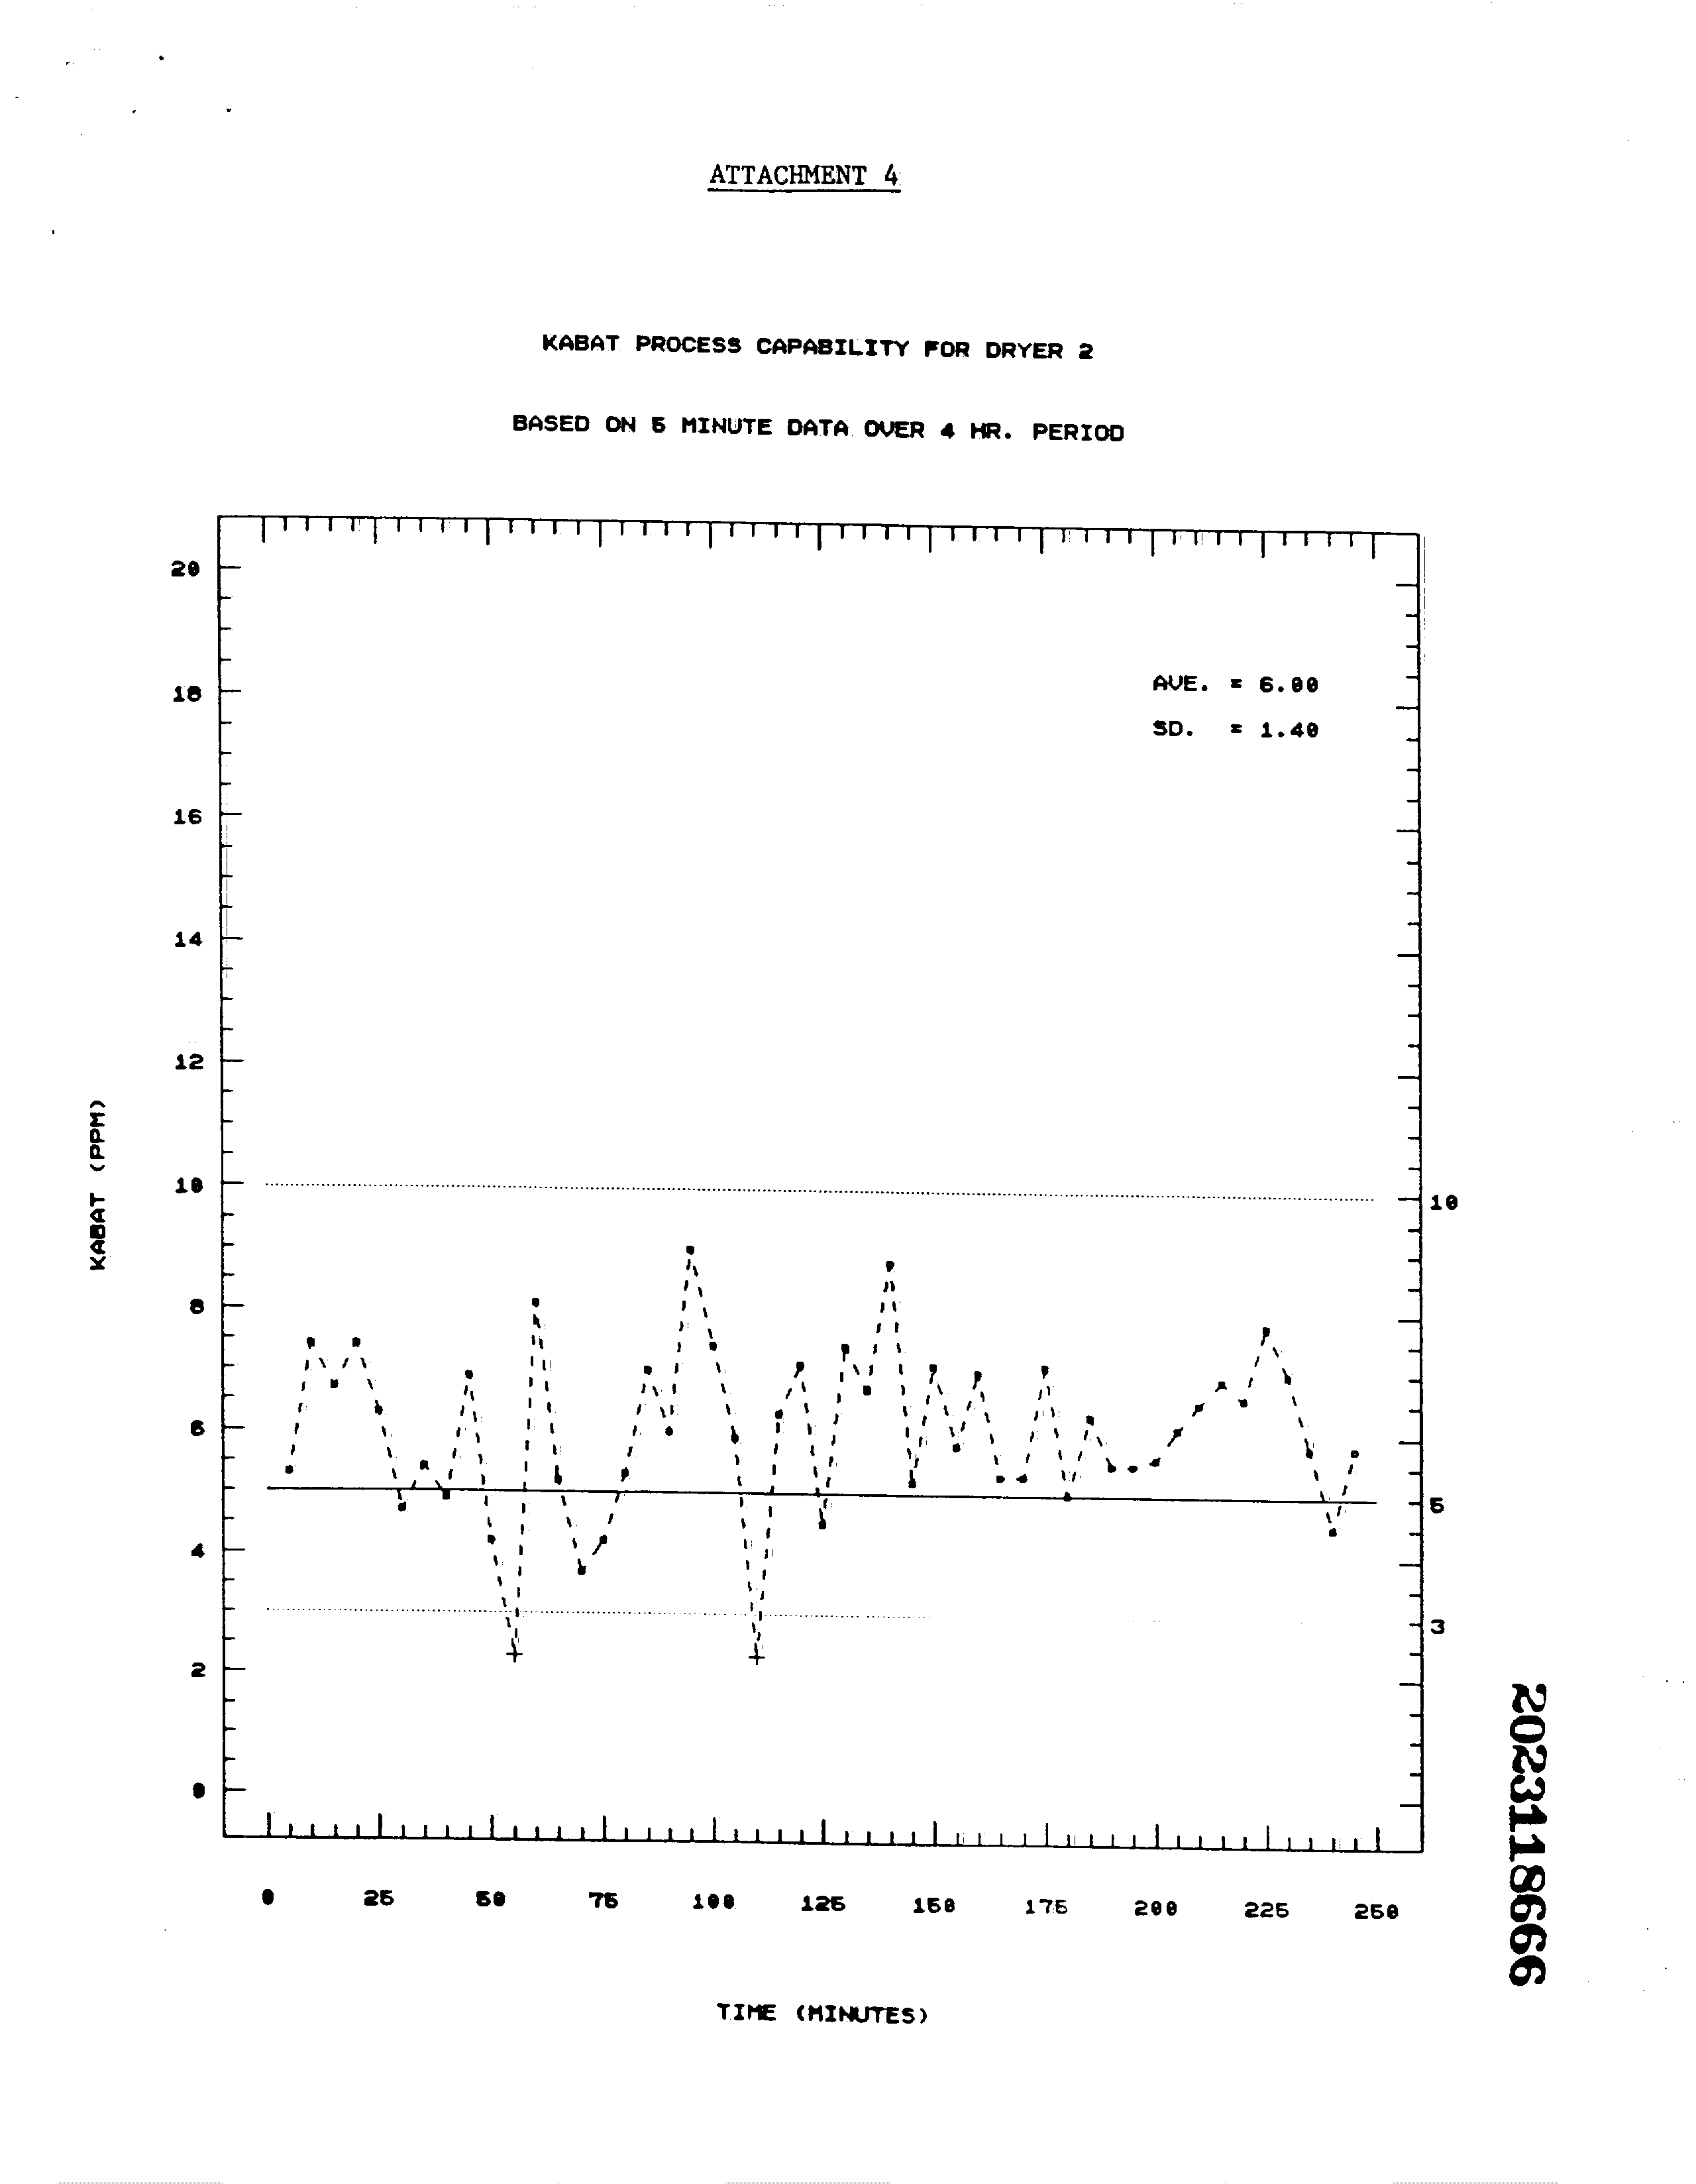 ATTACHMENT 4
KABAT PROCESS CAPABILITY FOR DRYER 2
BASED ON 5 MINUTE DATA OVER 4 HR. PERIOD
AVE. = 6.00
SD. = 1.40
20
18
16
14
12
10
8
6
4
2
0
KABAT (PPM)
10
5
3
0 25 50 75 100 125 150 175 200 225 250
TIME (MINUTES)
2023118666